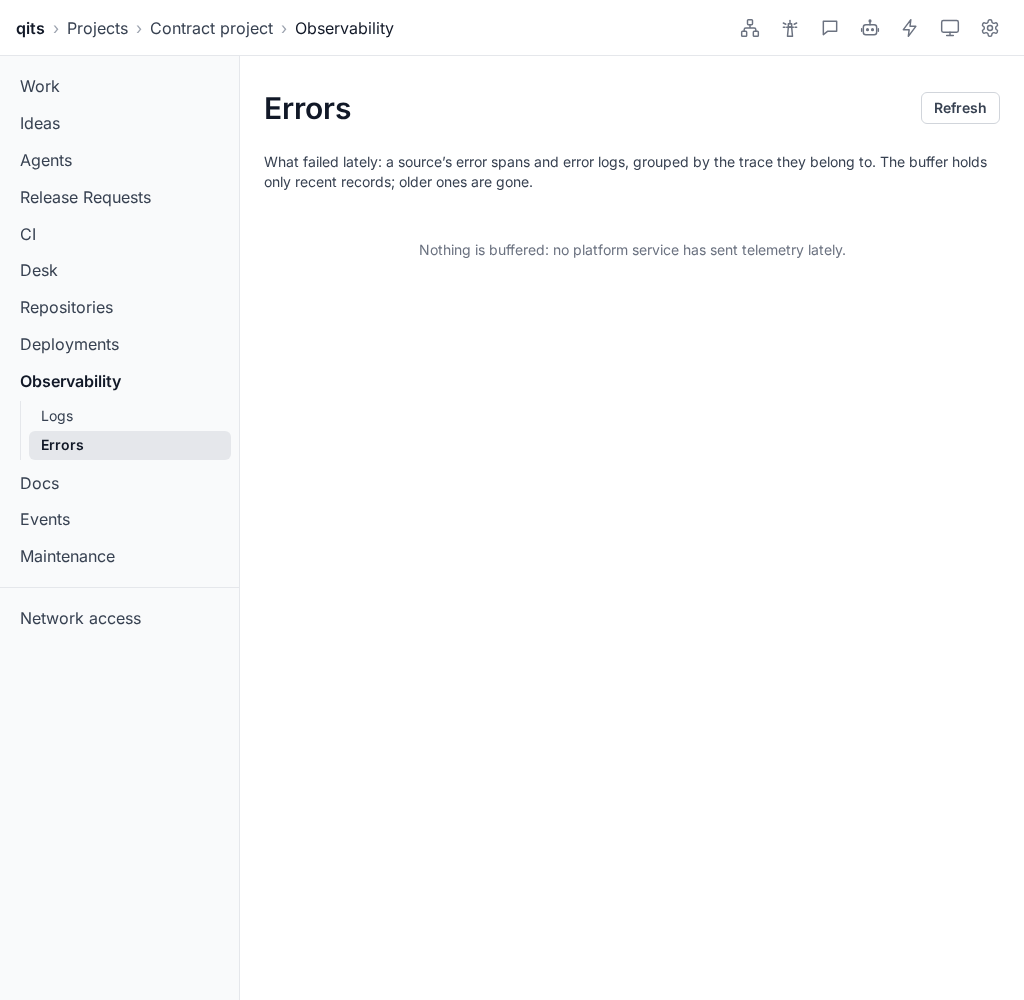 qits › Projects › Contract project › Observability
Work
Ideas
Agents
Release Requests
CI
Desk
Repositories
Deployments
Observability
Logs
Errors
Docs
Events
Maintenance
Network access
Errors
Refresh
What failed lately: a source’s error spans and error logs, grouped by the trace they belong to. The buffer holds
only recent records; older ones are gone.
Nothing is buffered: no platform service has sent telemetry lately.